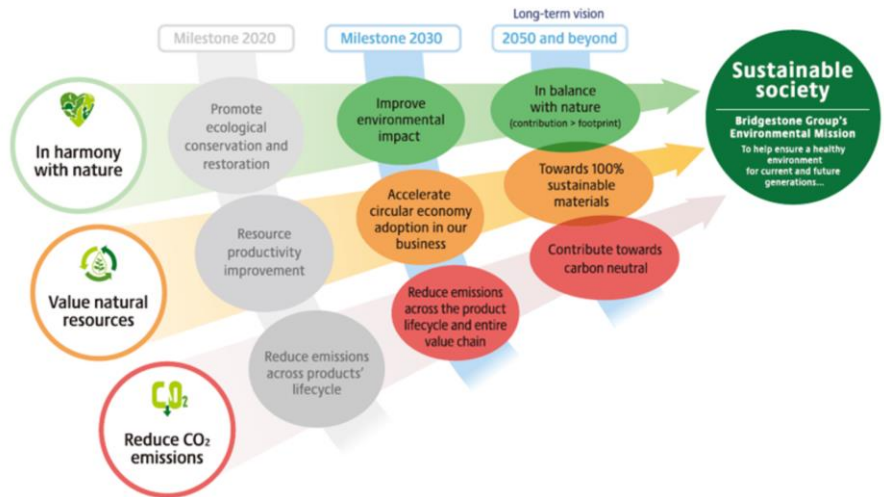 Long-term vision
Milestone 2020
Milestone 2030
2050 and beyond
In harmony
with nature
Promote
ecological
conservation and
restoration
Improve
environmental
impact
In balance
with nature
(contribution > footprint)
Sustainable
society
Bridgestone Group's
Environmental Mission
To help ensure a healthy
environment
for current and future
generations...
Value natural
resources
Resource
productivity
improvement
Accelerate
circular economy
adoption in our
business
Towards 100%
sustainable
materials
CO2
Reduce CO₂
emissions
Reduce emissions
across products'
lifecycle
Reduce emissions
across the product
lifecycle and entire
value chain
Contribute towards
carbon neutral